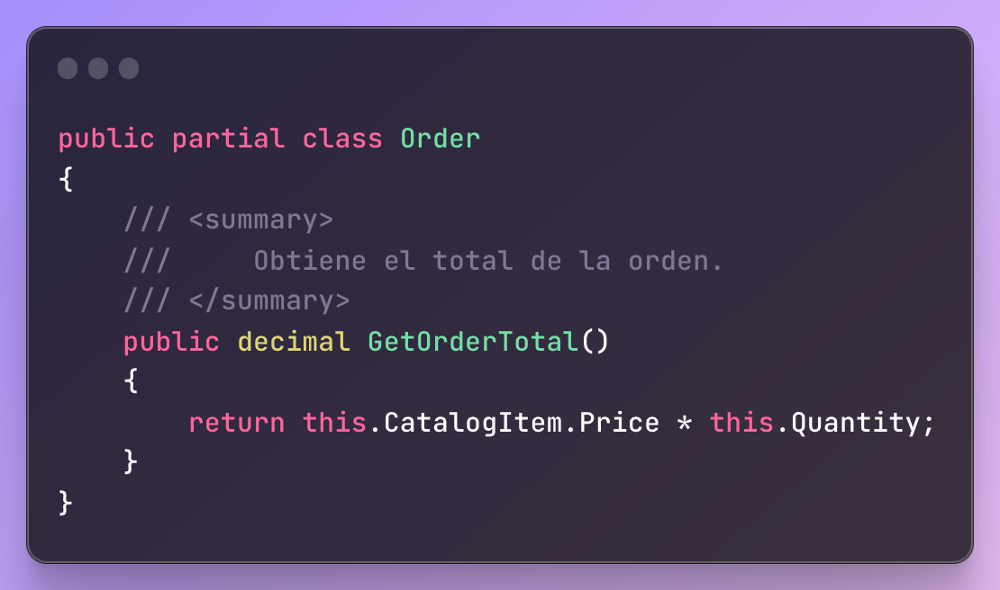 public partial class Order
{
    /// <summary>
    ///     Obtiene el total de la orden.
    /// </summary>
    public decimal GetOrderTotal()
    {
        return this.CatalogItem.Price * this.Quantity;
    }
}